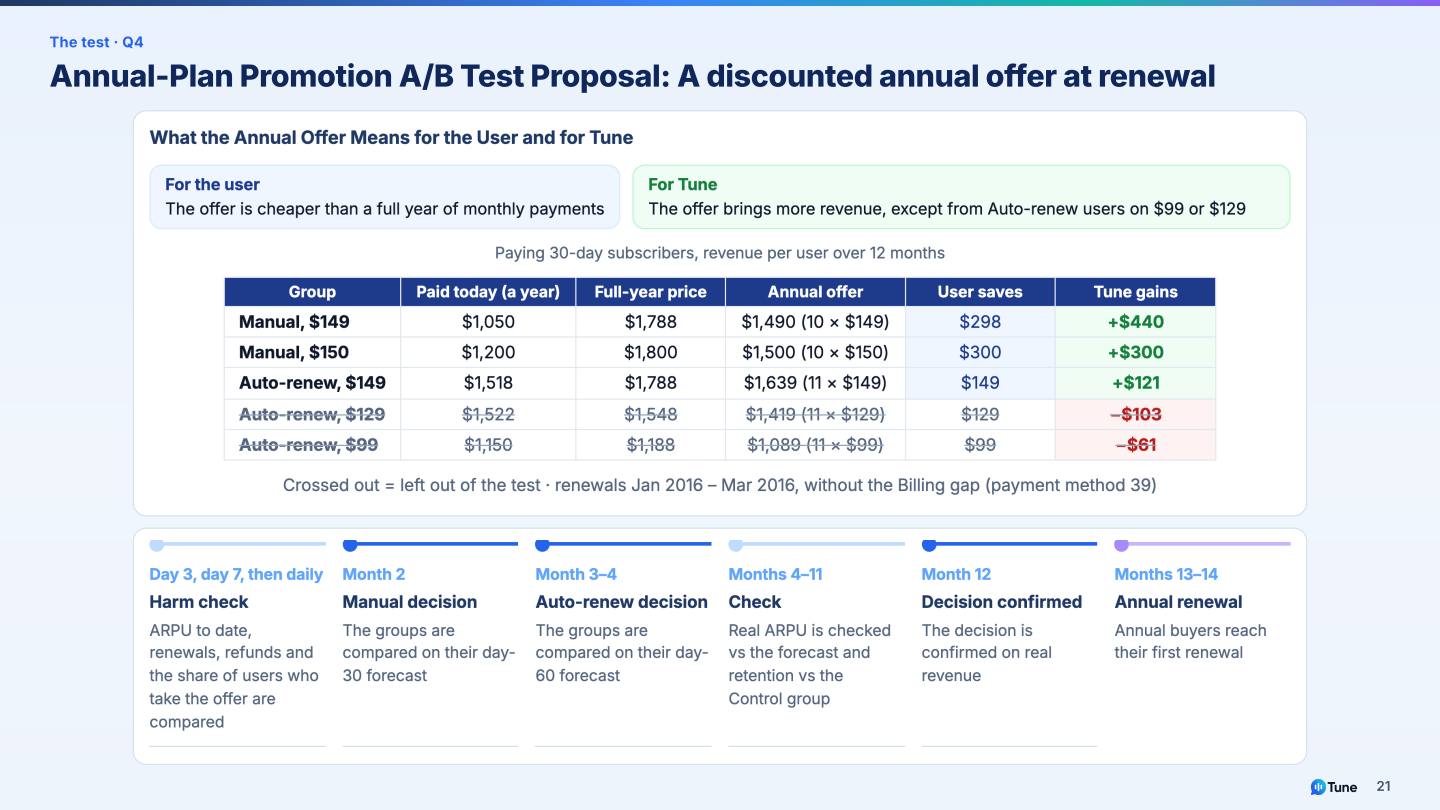 The test · Q4
Annual-Plan Promotion A/B Test Proposal: A discounted annual offer at renewal
What the Annual Offer Means for the User and for Tune
For the user
The offer is cheaper than a full year of monthly payments
For Tune
The offer brings more revenue, except from Auto-renew users on $99 or $129
Paying 30-day subscribers, revenue per user over 12 months
Group Paid today (a year) Full-year price Annual offer User saves Tune gains
Manual, $149 $1,050 $1,788 $1,490 (10 × $149) $298 +$440
Manual, $150 $1,200 $1,800 $1,500 (10 × $150) $300 +$300
Auto-renew, $149 $1,518 $1,788 $1,639 (11 × $149) $149 +$121
Auto-renew, $129 $1,522 $1,548 $1,419 (11 × $129) $129 –$103
Auto-renew, $99 $1,150 $1,188 $1,089 (11 × $99) $99 –$61
Crossed out = left out of the test · renewals Jan 2016 – Mar 2016, without the Billing gap (payment method 39)
Day 3, day 7, then daily
Harm check
ARPU to date,
renewals, refunds and
the share of users who
take the offer are
compared
Month 2
Manual decision
The groups are
compared on their day-
30 forecast
Month 3–4
Auto-renew decision
The groups are
compared on their day-
60 forecast
Months 4–11
Check
Real ARPU is checked
vs the forecast and
retention vs the
Control group
Month 12
Decision confirmed
The decision is
confirmed on real
revenue
Months 13–14
Annual renewal
Annual buyers reach
their first renewal
Tune 21